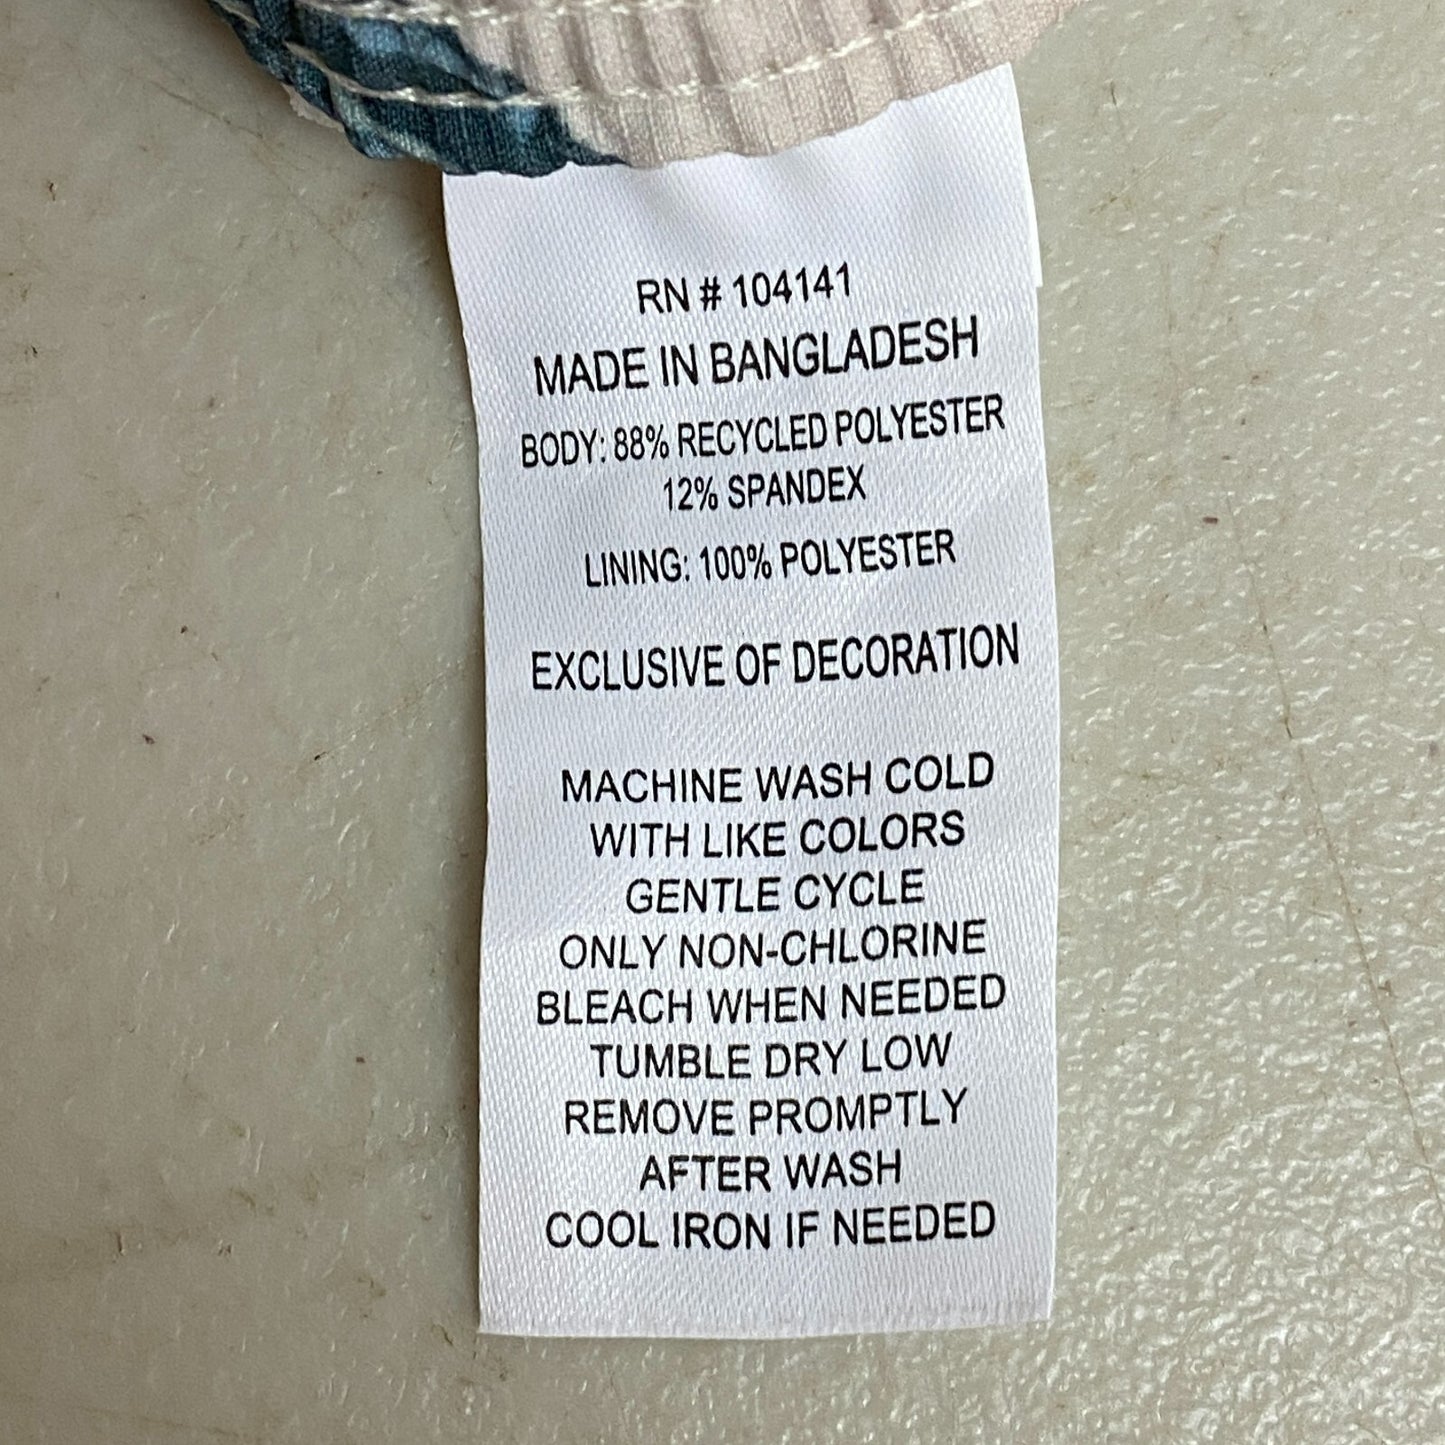 RN # 104141
MADE IN BANGLADESH
BODY: 88% RECYCLED POLYESTER
12% SPANDEX
LINING: 100% POLYESTER
EXCLUSIVE OF DECORATION
MACHINE WASH COLD
WITH LIKE COLORS
GENTLE CYCLE
ONLY NON-CHLORINE
BLEACH WHEN NEEDED
TUMBLE DRY LOW
REMOVE PROMPTLY
AFTER WASH
COOL IRON IF NEEDED